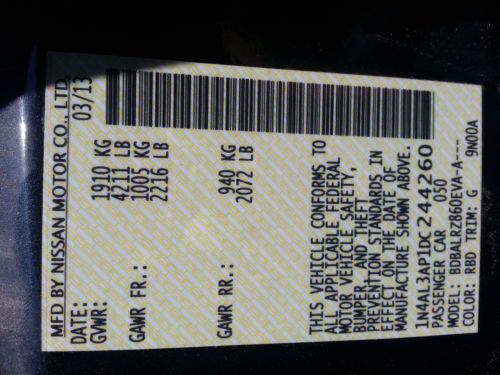 MFD BY NISSAN MOTOR CO., LTD.
DATE: 03/13
GVWR: 1910 KG
4211 LB
GAWR FR.: 1005 KG
2216 LB
GAWR RR.: 940 KG
2072 LB
THIS VEHICLE CONFORMS TO
ALL APPLICABLE FEDERAL
MOTOR VEHICLE SAFETY,
BUMPER, AND THEFT
PREVENTION STANDARDS IN
EFFECT ON THE DATE OF
MANUFACTURE SHOWN ABOVE.
1N4AL3AP1DC244260
PASSENGER CAR 050
MODEL: BDBALRZ860EVA-A---
COLOR: RBD TRIM: G 9N00A